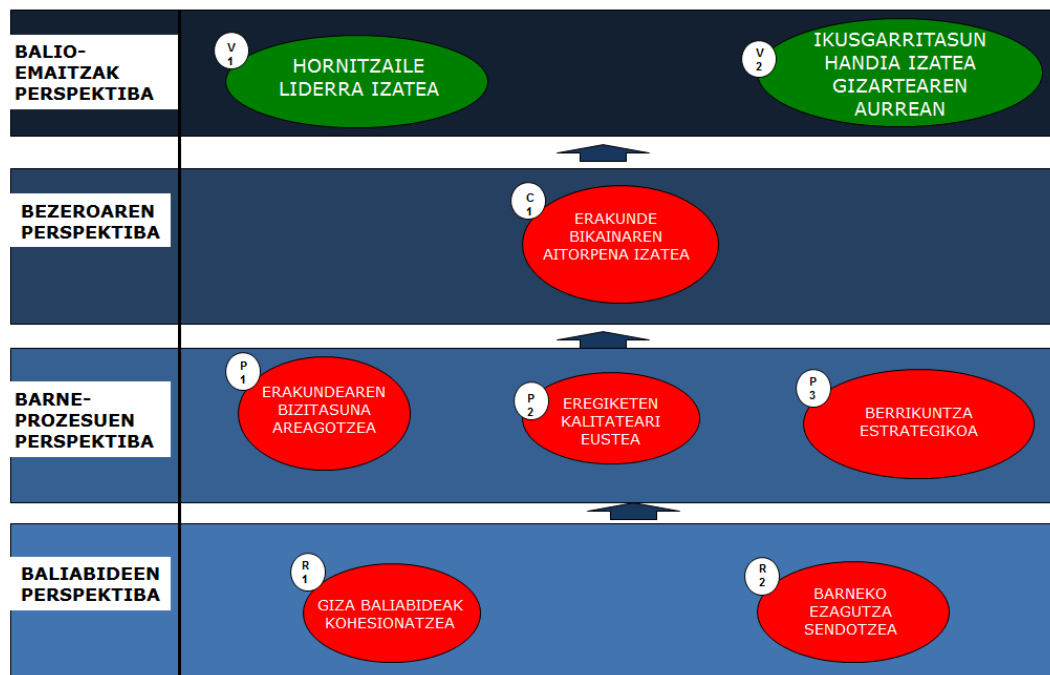 BALIO-
EMAITZAK
PERSPEKTIBA
V
1
HORNITZAILE
LIDERRA IZATEA
V
2
IKUSGARRITASUN
HANDIA IZATEA
GIZARTEAREN
AURREAN
BEZEROAREN
PERSPEKTIBA
C
1
ERAKUNDE
BIKAINAREN
AITORPENA IZATEA
BARNE-
PROZESUEN
PERSPEKTIBA
P
1
ERAKUNDEAREN
BIZITASUNA
AREAGOTZEA
P
2
EREGIKETEN
KALITATEARI
EUSTEA
P
3
BERRIKUNTZA
ESTRATEGIKOA
BALIABIDEEN
PERSPEKTIBA
R
1
GIZA BALIABIDEAK
KOHESIONATZEA
R
2
BARNEKO
EZAGUTZA
SENDOTZEA